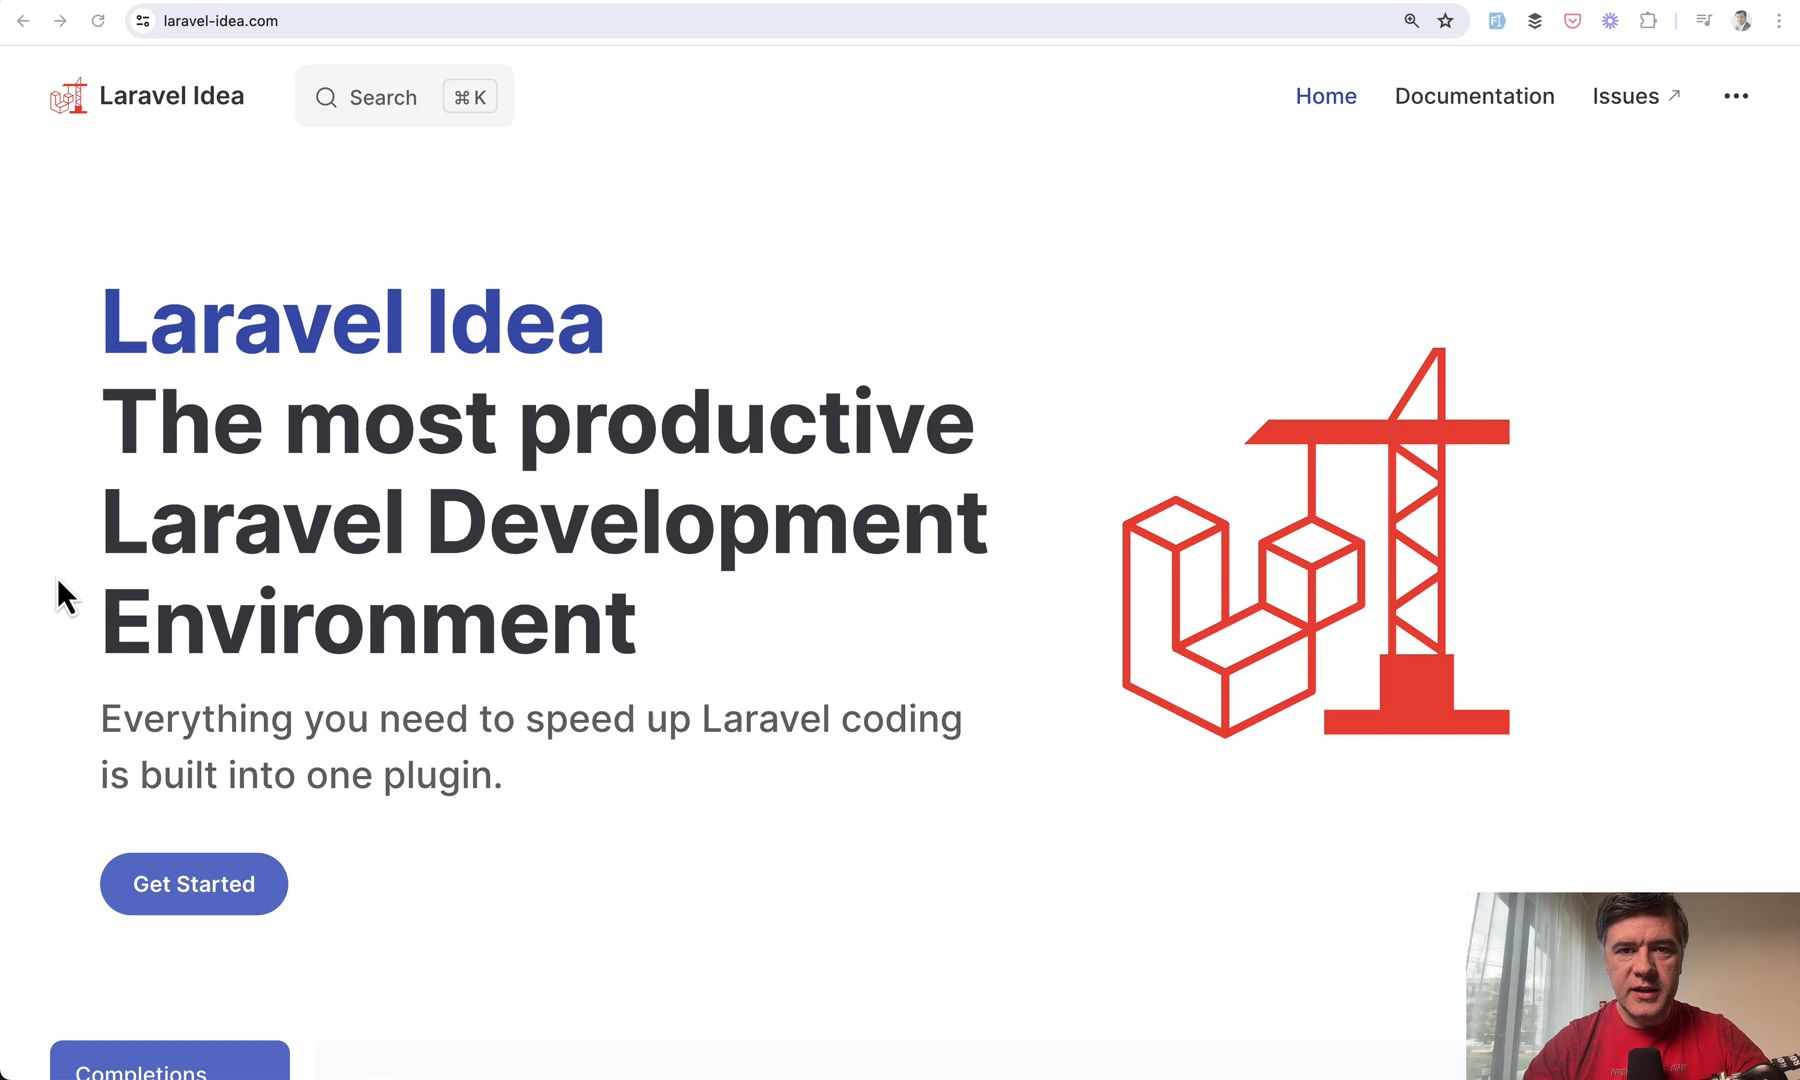 laravel-idea.com
Laravel Idea
Search ⌘ K
Home
Documentation
Issues ↗
Laravel Idea
The most productive
Laravel Development
Environment
Everything you need to speed up Laravel coding
is built into one plugin.
Get Started
Completions